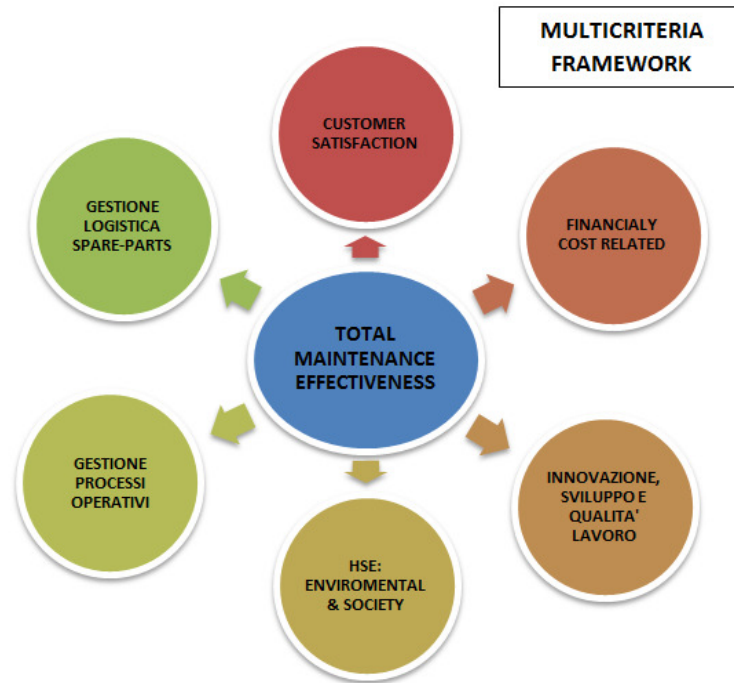 MULTICRITERIA
FRAMEWORK
CUSTOMER
SATISFACTION
GESTIONE
LOGISTICA
SPARE-PARTS
FINANCIALY
COST RELATED
TOTAL
MAINTENANCE
EFFECTIVENESS
GESTIONE
PROCESSI
OPERATIVI
INNOVAZIONE,
SVILUPPO E
QUALITA'
LAVORO
HSE:
ENVIROMENTAL
& SOCIETY